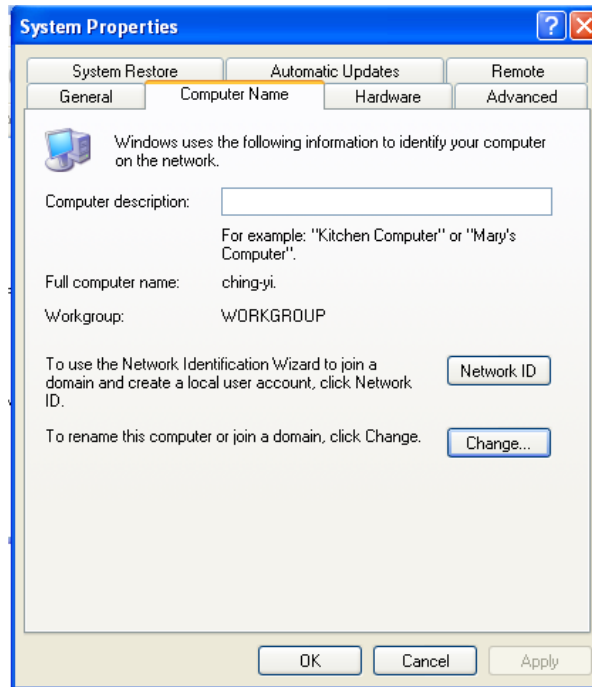 System Properties
System Restore
Automatic Updates
Remote
General
Computer Name
Hardware
Advanced
Windows uses the following information to identify your computer
on the network.
Computer description:
For example: "Kitchen Computer" or "Mary's
Computer".
Full computer name: ching-yi.
Workgroup: WORKGROUP
To use the Network Identification Wizard to join a
domain and create a local user account, click Network
ID.
Network ID
To rename this computer or join a domain, click Change.
Change...
OK
Cancel
Apply